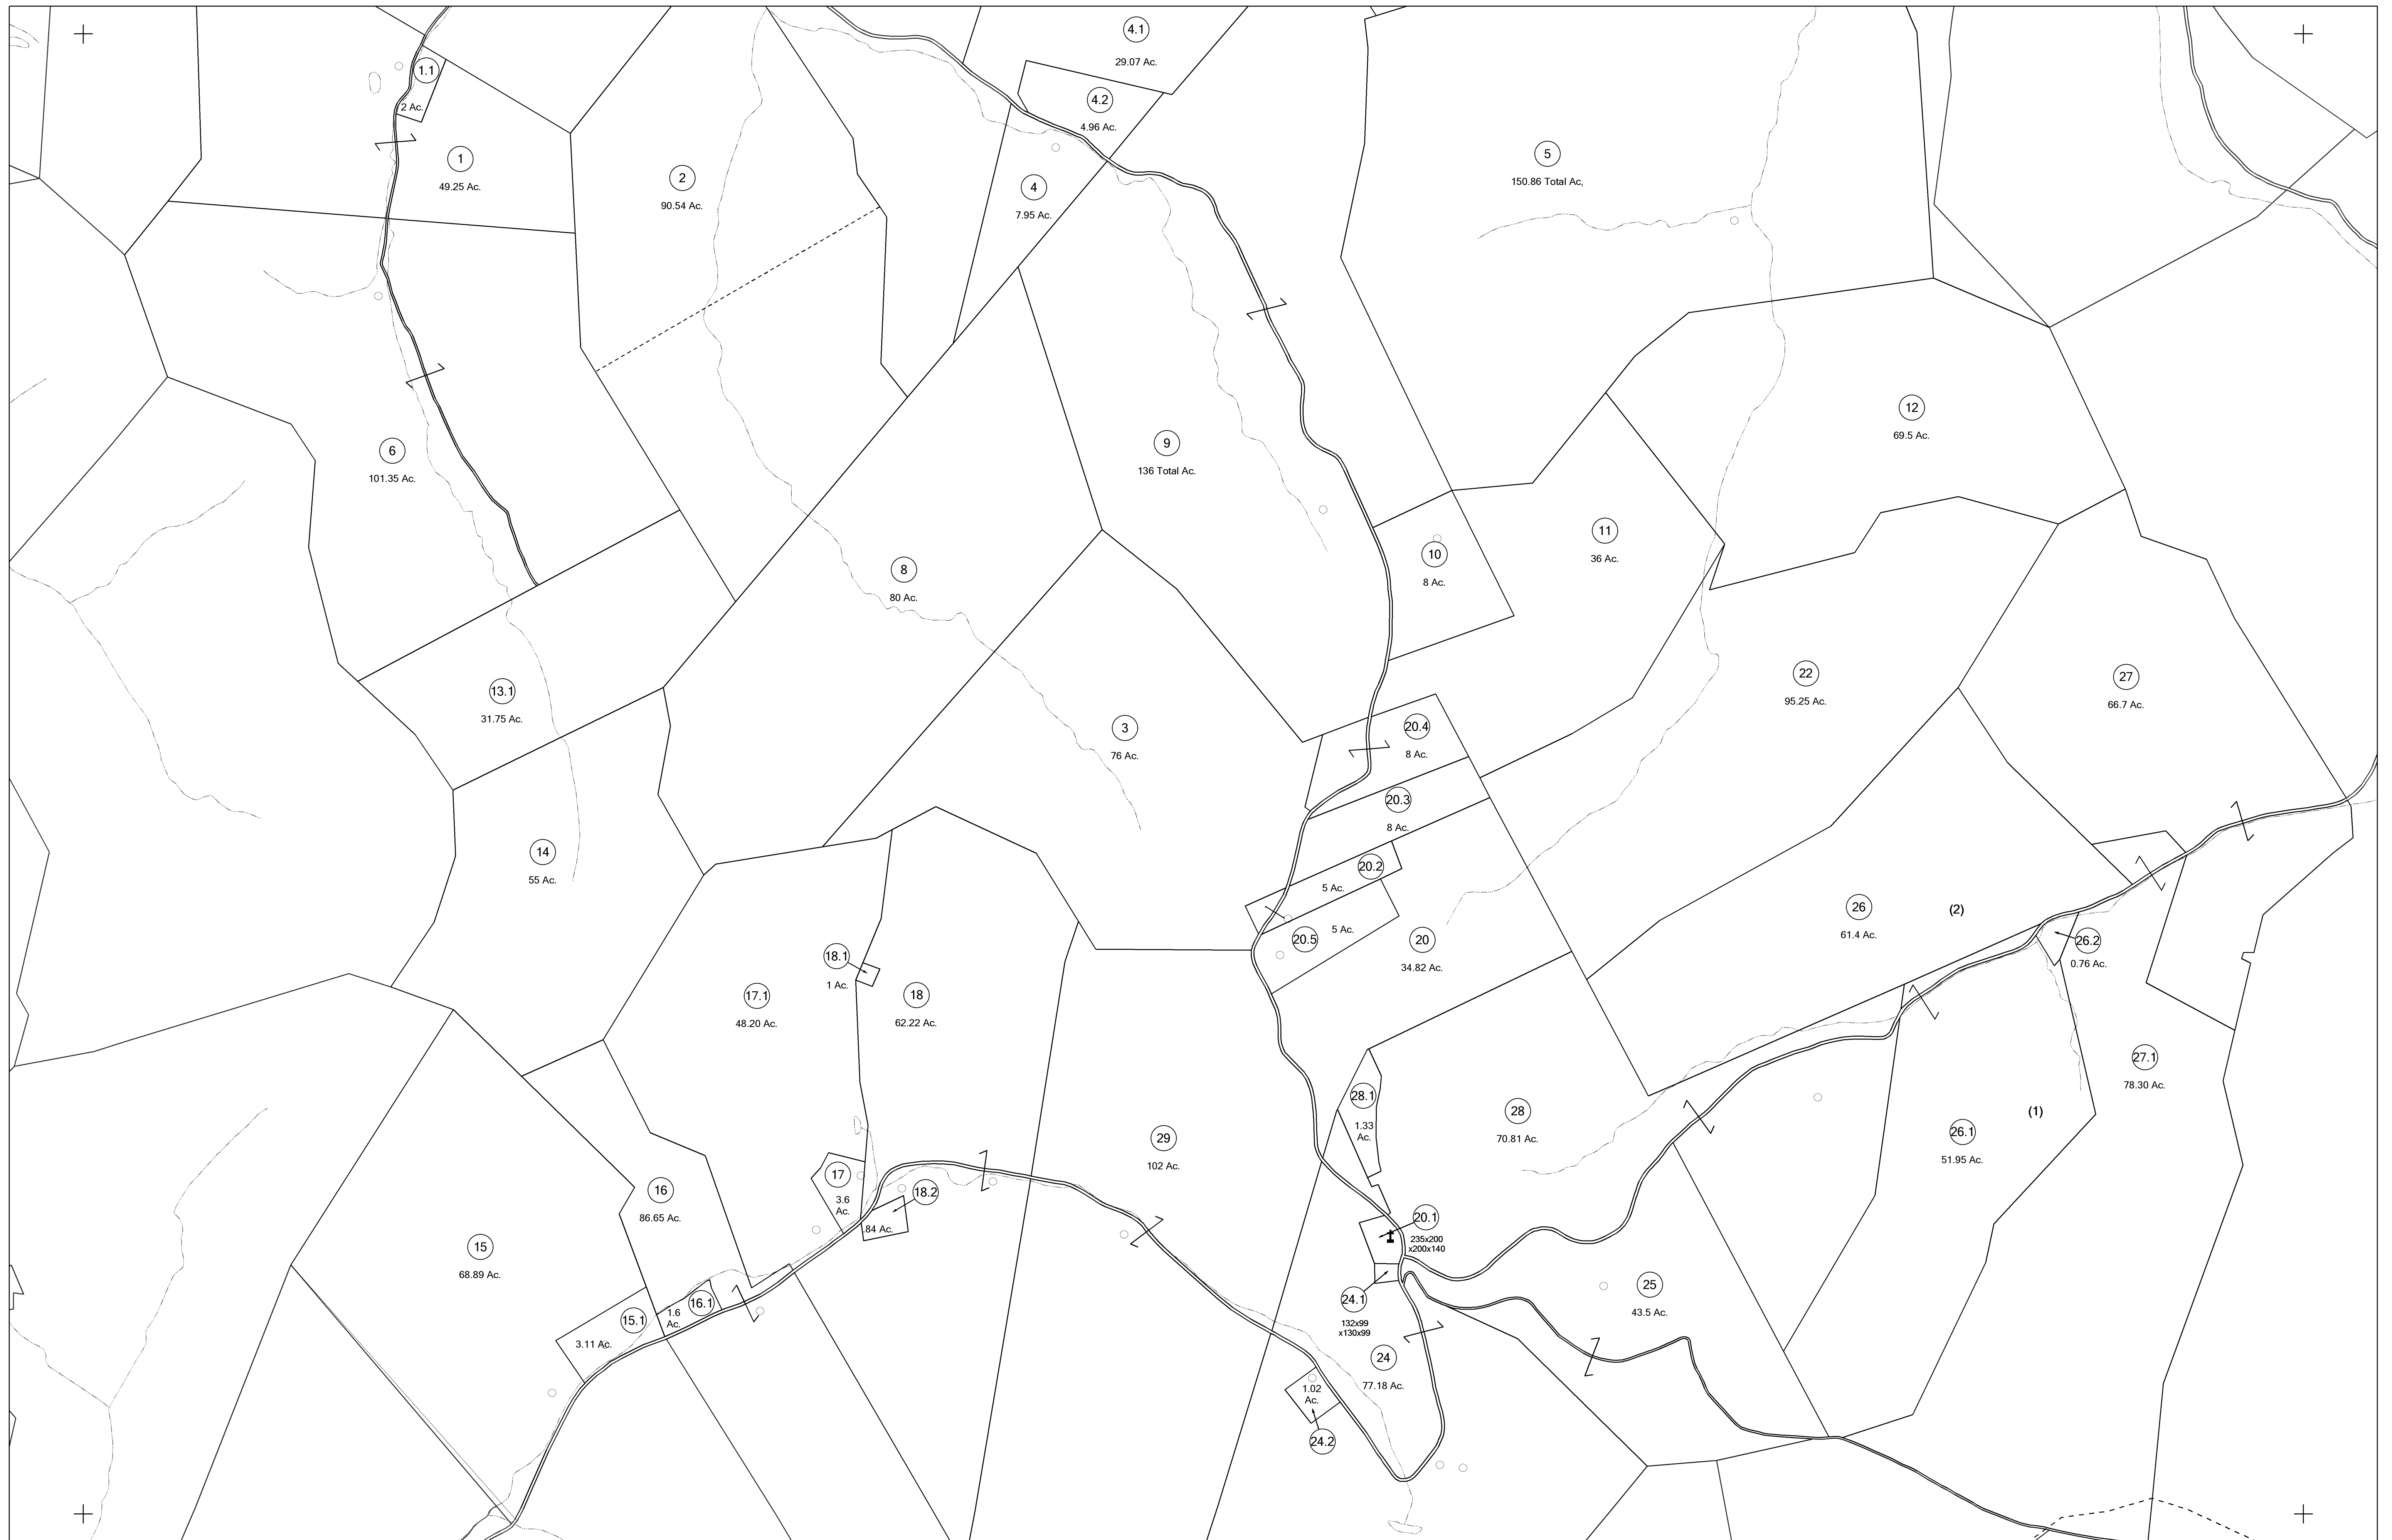 4.1
29.07 Ac.
1.1
2 Ac.
4.2
4.96 Ac.
1
49.25 Ac.
2
90.54 Ac.
4
7.95 Ac.
5
150.86 Total Ac,
6
101.35 Ac.
9
136 Total Ac.
12
69.5 Ac.
8
80 Ac.
10
8 Ac.
11
36 Ac.
13.1
31.75 Ac.
3
76 Ac.
20.4
8 Ac.
22
95.25 Ac.
27
66.7 Ac.
20.3
8 Ac.
14
55 Ac.
20.2
5 Ac.
20.5
5 Ac.
20
34.82 Ac.
26
61.4 Ac.
(2)
26.2
0.76 Ac.
18.1
1 Ac.
17.1
48.20 Ac.
18
62.22 Ac.
28.1
1.33
Ac.
28
70.81 Ac.
26.1
51.95 Ac.
(1)
27.1
78.30 Ac.
29
102 Ac.
17
3.6
Ac.
18.2
.84 Ac.
16
86.65 Ac.
20.1
235x200
x200x140
15
68.89 Ac.
15.1
3.11 Ac.
1.6
Ac.
16.1
24.1
132x99
x130x99
25
43.5 Ac.
24
77.18 Ac.
1.02
Ac.
24.2